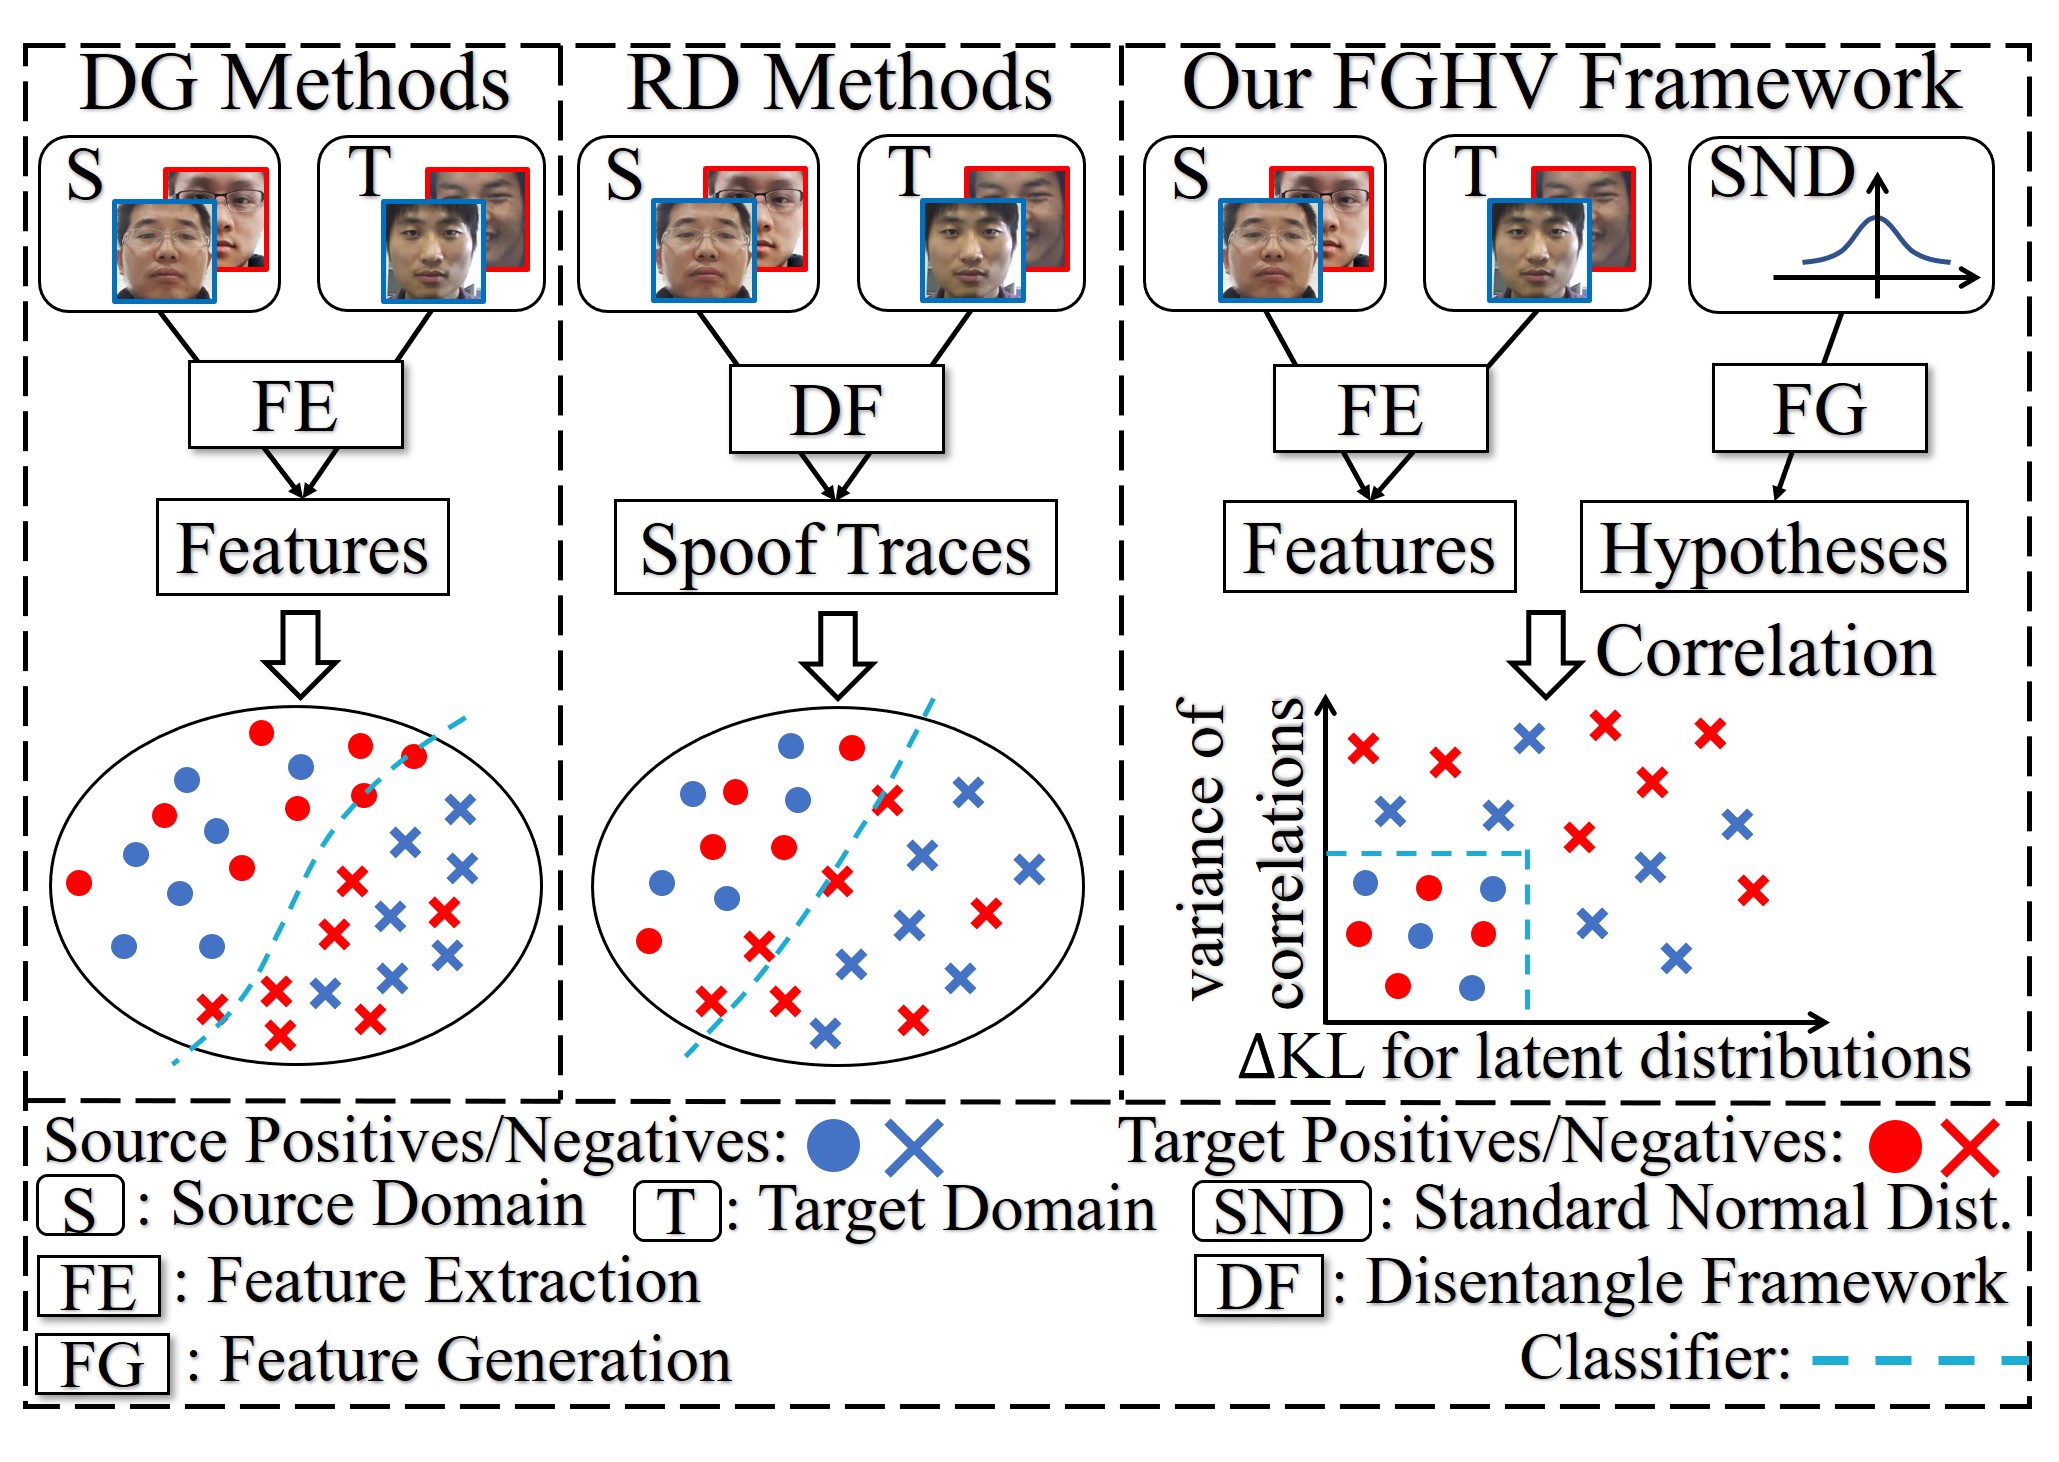 DG Methods
S
T
FE
Features
RD Methods
S
T
DF
Spoof Traces
Our FGHV Framework
S
T
SND
FE
FG
Features
Hypotheses
Correlation
variance of
correlations
ΔKL for latent distributions
Source Positives/Negatives:
Target Positives/Negatives:
S : Source Domain
T : Target Domain
SND : Standard Normal Dist.
FE : Feature Extraction
DF : Disentangle Framework
FG : Feature Generation
Classifier: